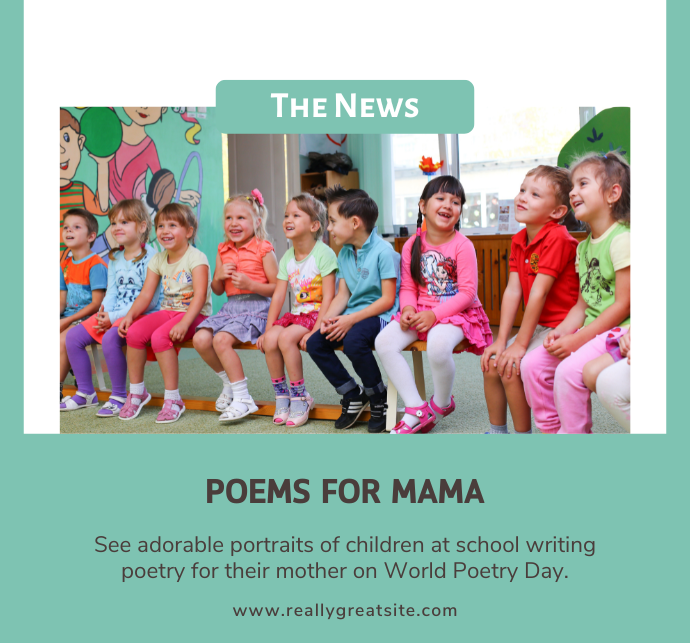 The News
POEMS FOR MAMA
See adorable portraits of children at school writing
poetry for their mother on World Poetry Day.
www.reallygreatsite.com